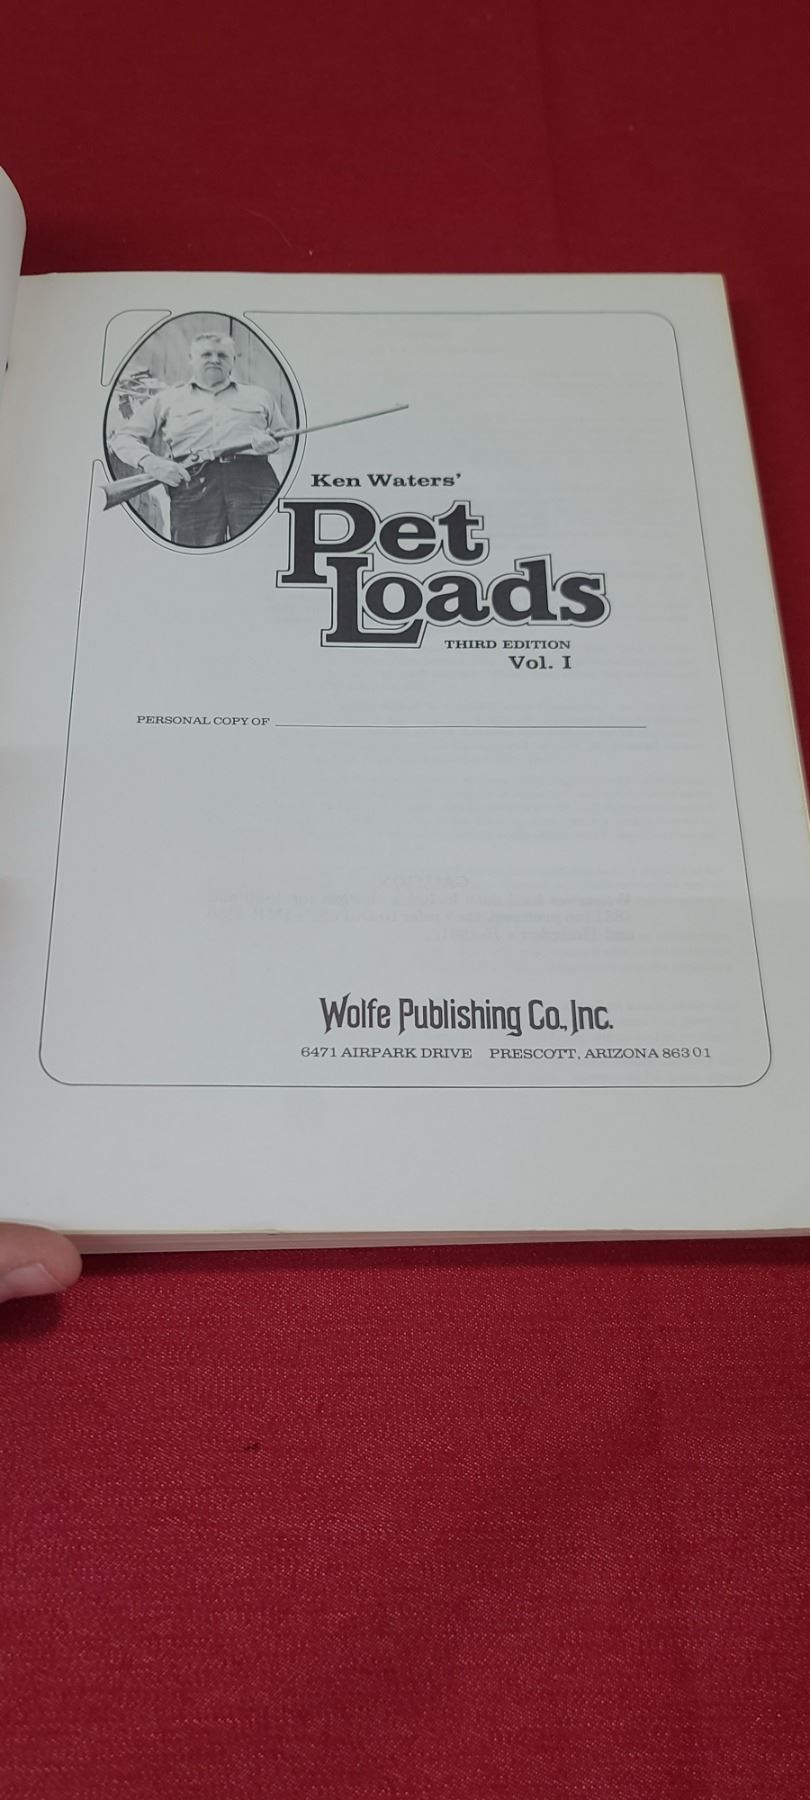 Ken Waters'
Pet
Loads
THIRD EDITION
Vol. I
PERSONAL COPY OF
Wolfe Publishing Co., Inc.
6471 AIRPARK DRIVE PRESCOTT, ARIZONA 86301